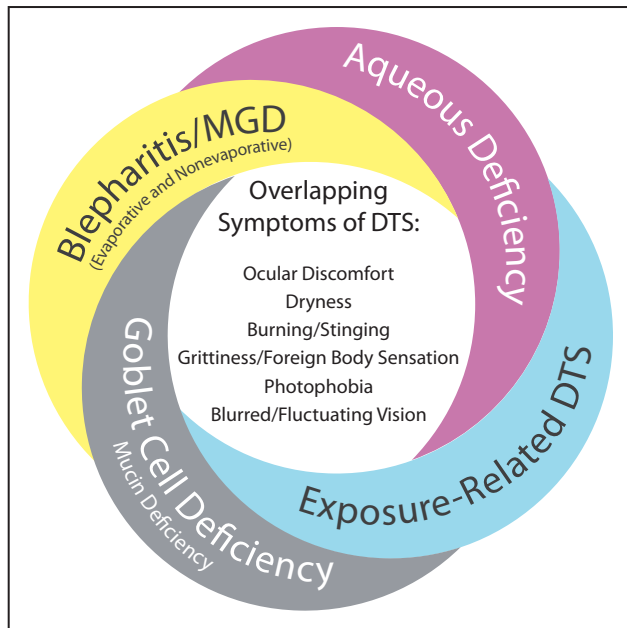 Aqueous Deficiency
Blepharitis/MGD
(Evaporative and Nonevaporative)
Overlapping
Symptoms of DTS:
Ocular Discomfort
Dryness
Burning/Stinging
Grittiness/Foreign Body Sensation
Photophobia
Blurred/Fluctuating Vision
Goblet Cell Deficiency
Mucin Deficiency
Exposure-Related DTS